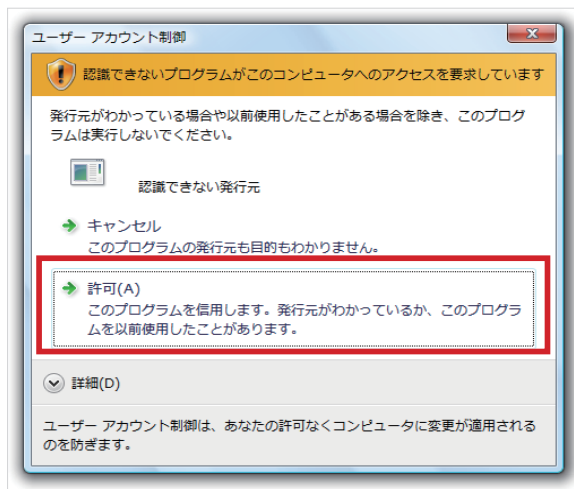 ユーザー アカウント制御
認識できないプログラムがこのコンピュータへのアクセスを要求しています
発行元がわかっている場合や以前使用したことがある場合を除き、このプログ
ラムは実行しないでください。
認識できない発行元
キャンセル
このプログラムの発行元も目的もわかりません。
許可(A)
このプログラムを信用します。発行元がわかっているか、このプログラ
ムを以前使用したことがあります。
詳細(D)
ユーザー アカウント制御は、あなたの許可なくコンピュータに変更が適用される
のを防ぎます。